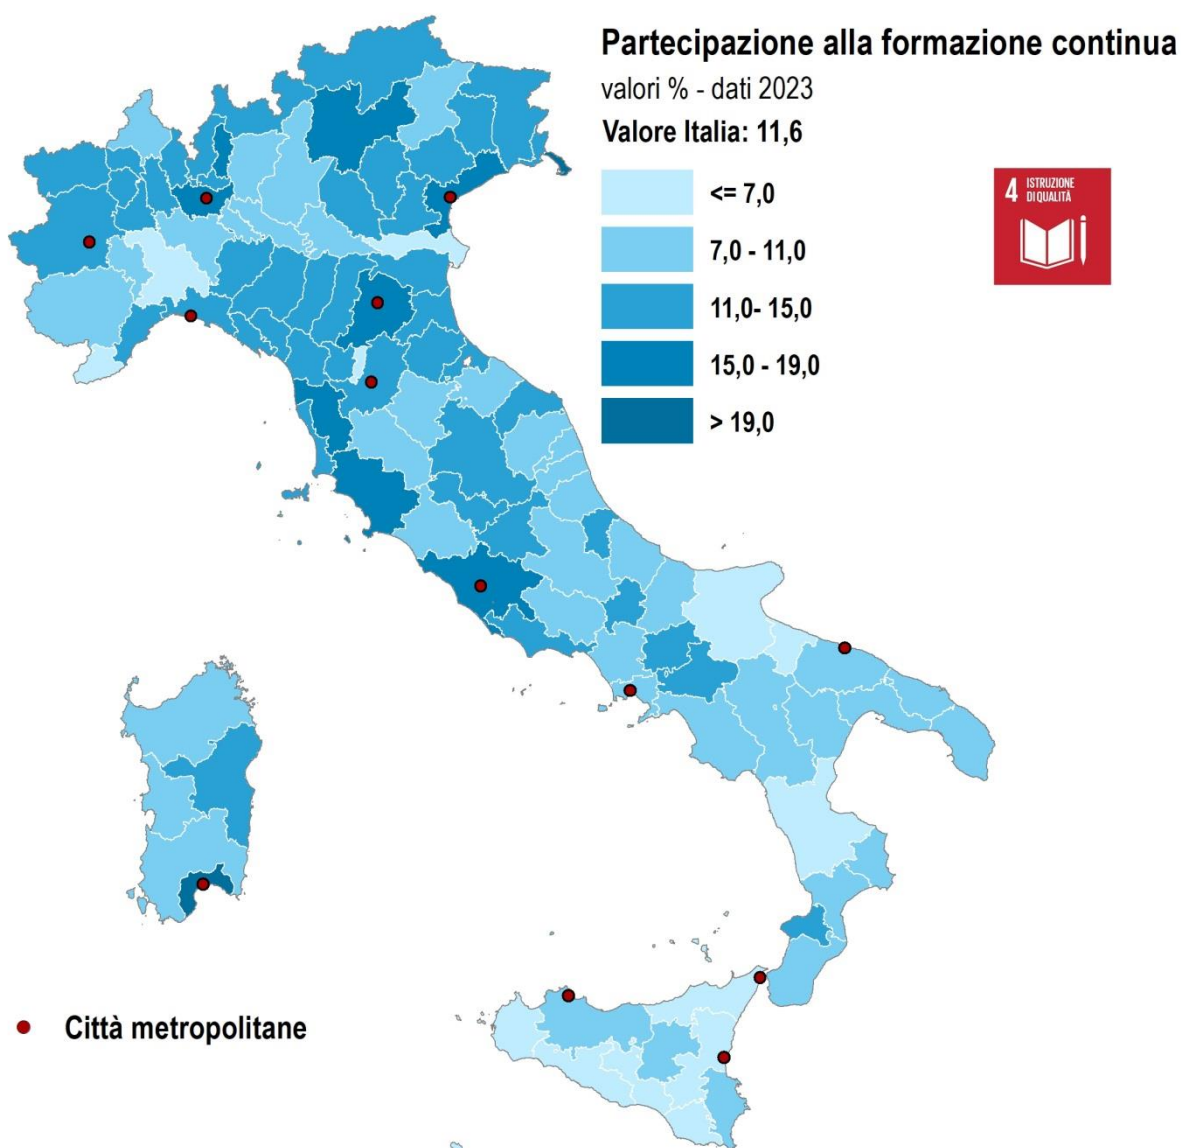 Partecipazione alla formazione continua
valori % - dati 2023
Valore Italia: 11,6
<= 7,0
7,0 - 11,0
11,0- 15,0
15,0 - 19,0
> 19,0
4 ISTRUZIONE
DI QUALITÀ
Città metropolitane